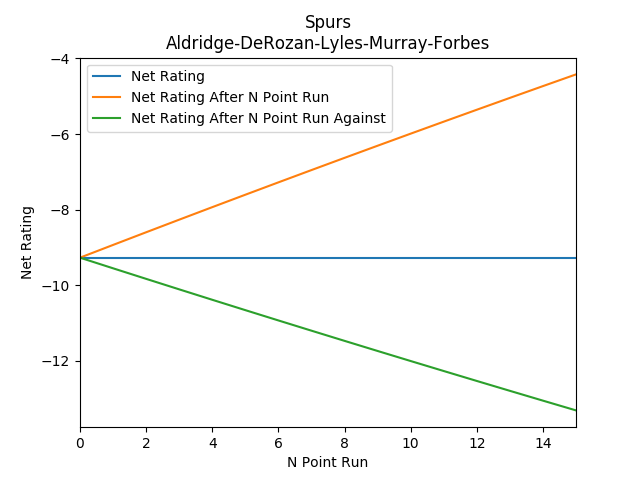 Spurs
Aldridge-DeRozan-Lyles-Murray-Forbes
Net Rating
Net Rating After N Point Run
Net Rating After N Point Run Against
Net Rating
−4
−6
−8
−10
−12
0 2 4 6 8 10 12 14
N Point Run